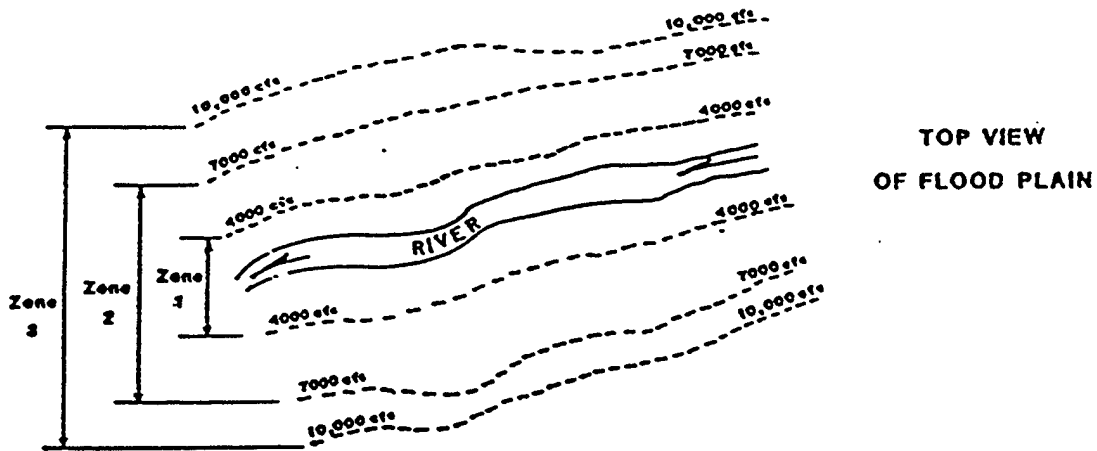 10,000 cfs
7000 cfs
10,000 cfs
4000 cfs
7000 cfs
TOP VIEW
OF FLOOD PLAIN
4000 cfs
RIVER
4000 cfs
Zone
3
Zone
2
Zone
1
7000 cfs
10,000 cfs
4000 cfs
7000 cfs
10,000 cfs